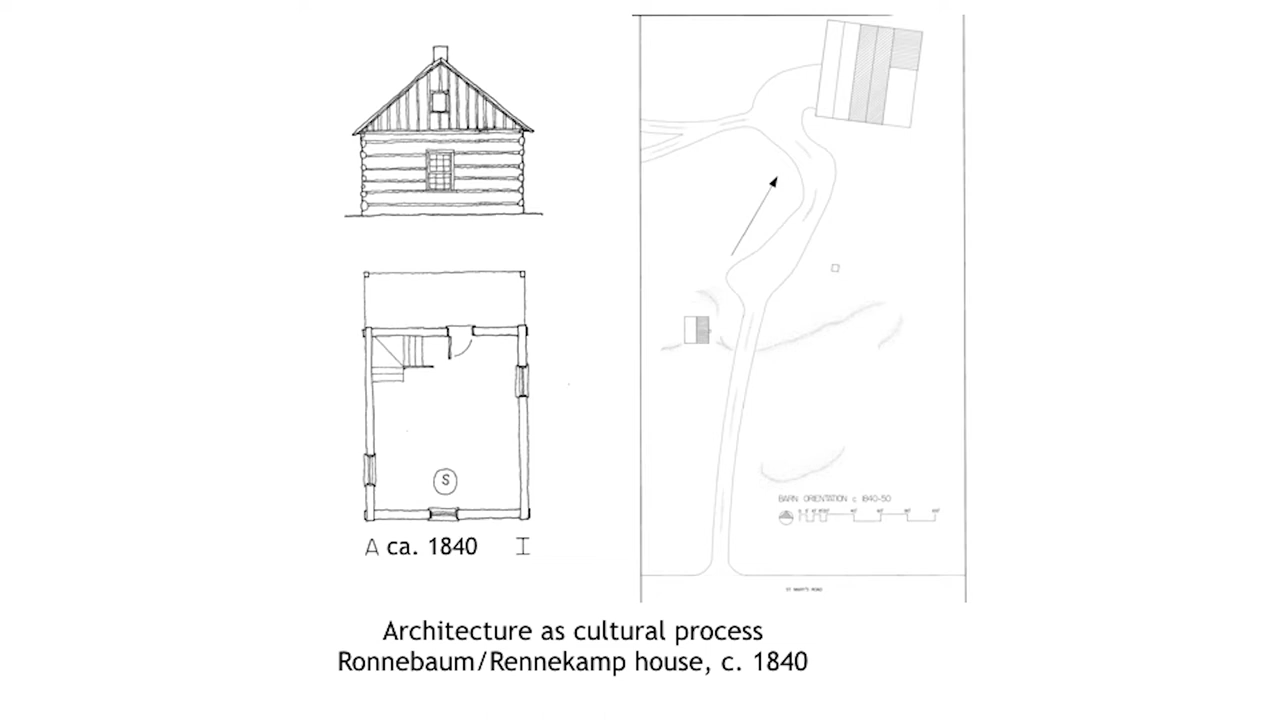 S
A ca. 1840 I
BARN ORIENTATION c. 1840-50
ST. MARY'S ROAD
Architecture as cultural process
Ronnebaum/Rennekamp house, c. 1840